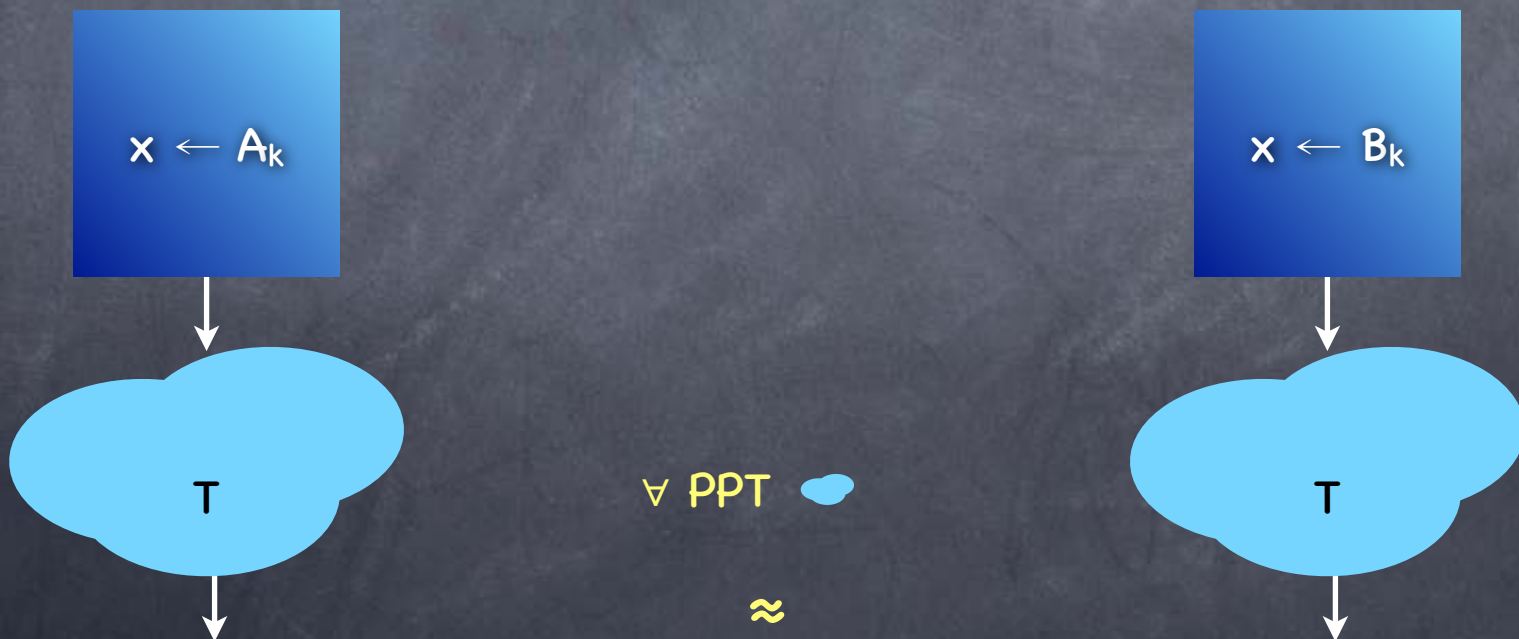 x ← Aₖ
x ← Bₖ
T
∀ PPT
T
≈